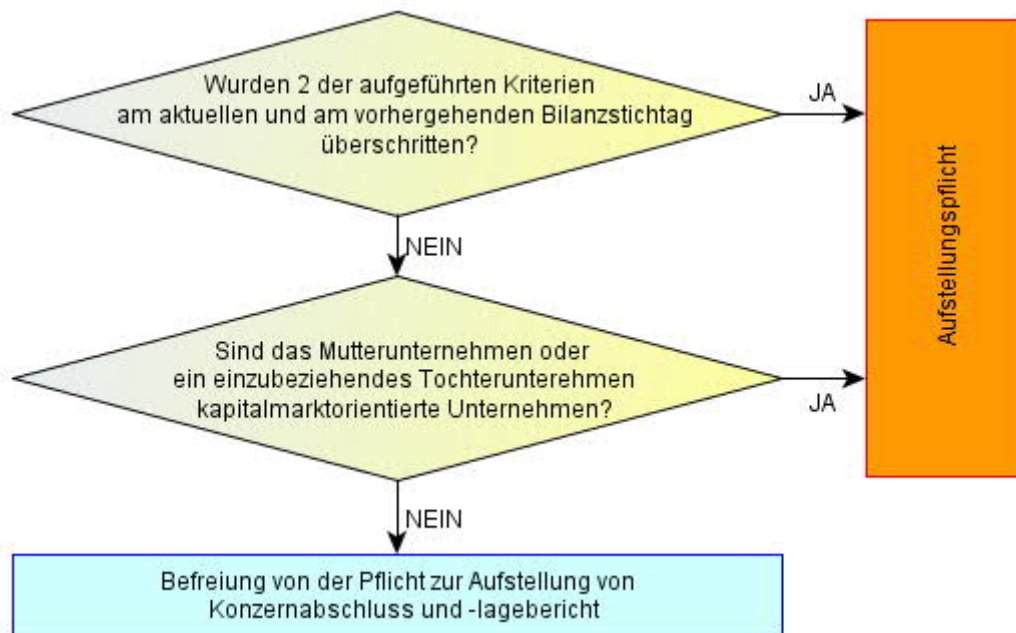 Wurden 2 der aufgeführten Kriterien
am aktuellen und am vorhergehenden Bilanzstichtag
überschritten?
JA
Aufstellungspflicht
NEIN
Sind das Mutterunternehmen oder
ein einzubeziehendes Tochterunterehmen
kapitalmarktorientierte Unternehmen?
JA
NEIN
Befreiung von der Pflicht zur Aufstellung von
Konzernabschluss und -lagebericht